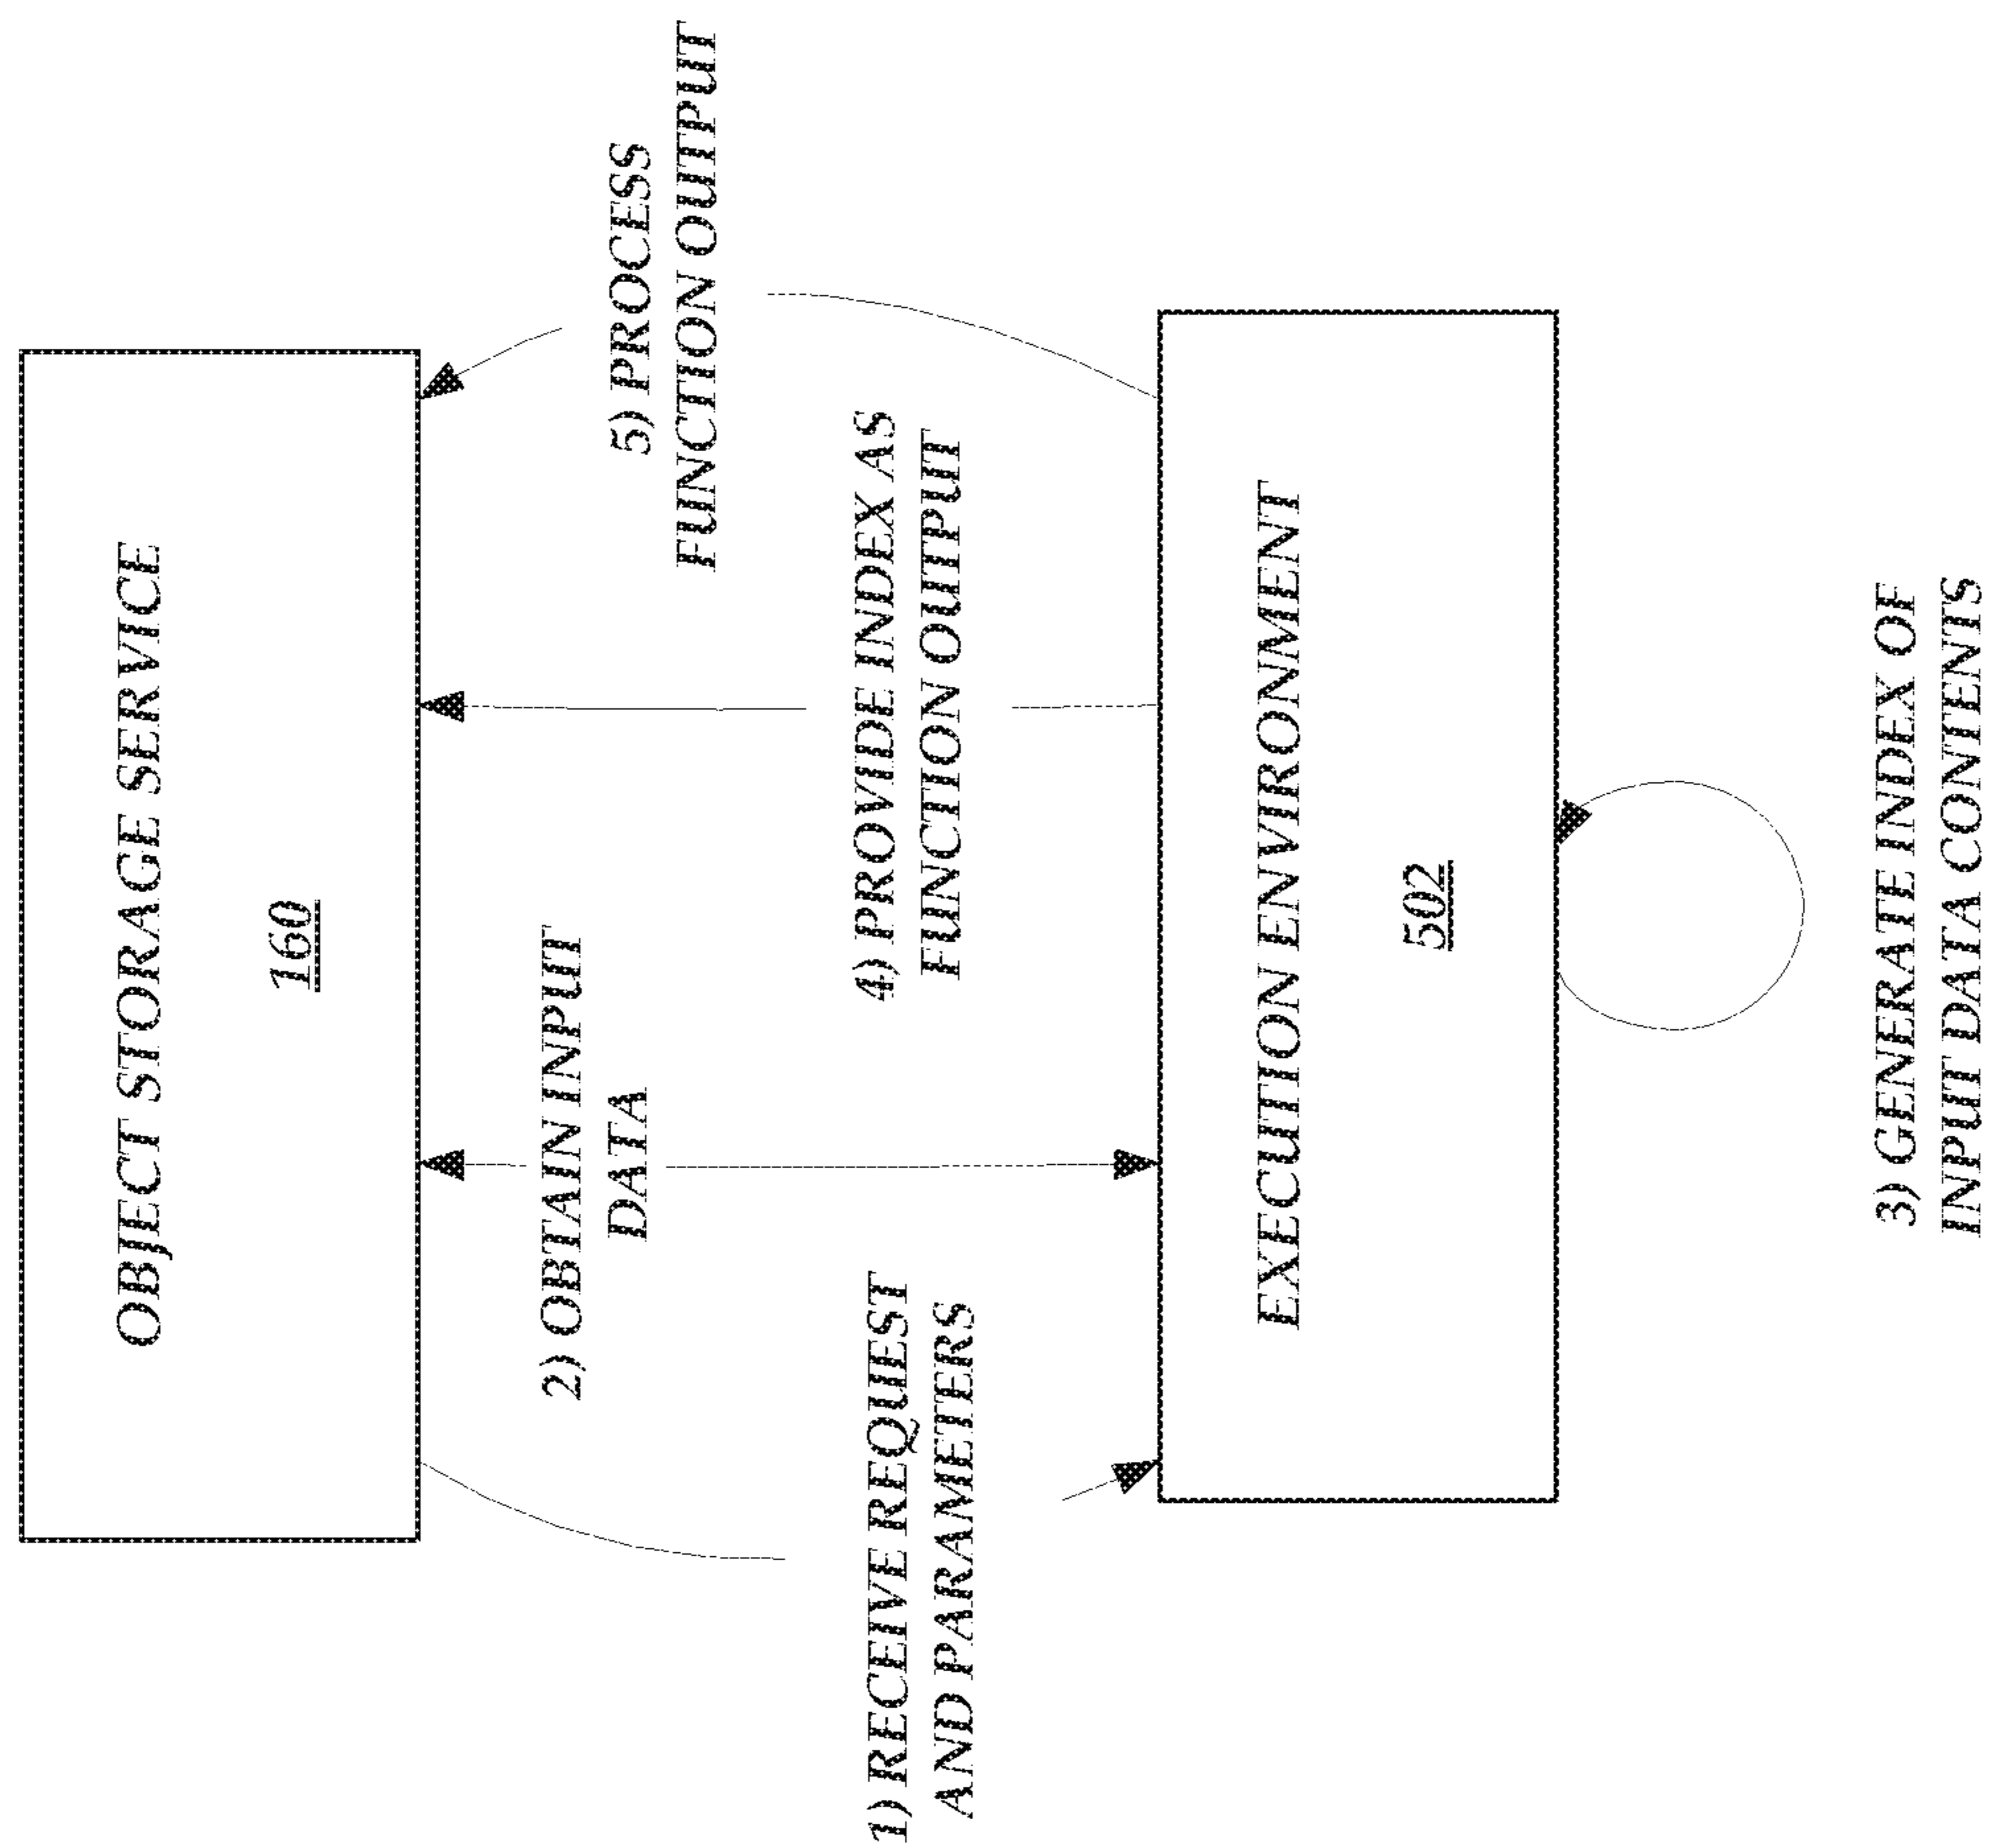 OBJECT STORAGE SERVICE
160
5) PROCESS
FUNCTION OUTPUT
2) OBTAIN INPUT
DATA
4) PROVIDE INDEX AS
FUNCTION OUTPUT
1) RECEIVE REQUEST
AND PARAMETERS
EXECUTION ENVIRONMENT
502
3) GENERATE INDEX OF
INPUT DATA CONTENTS